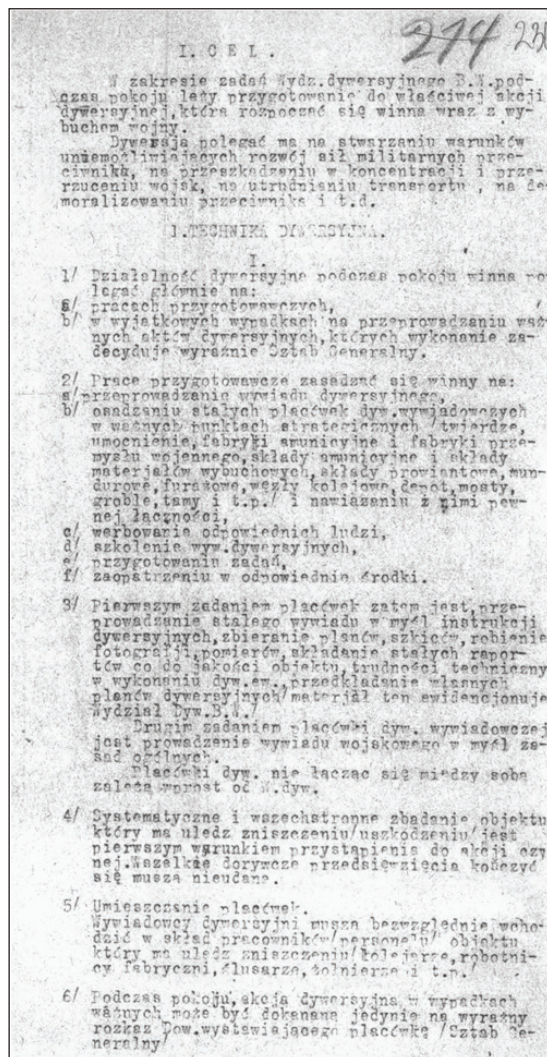 214 230
I. C E L .
W zakresie zadań Wydz.dywersyjnego B.W.pod-
czas pokoju leży przygotowanie do właściwej akcji
dywersyjnej,która rozpocząć się winna wraz z wy-
buchem wojny.
Dywersja polegać ma na stwarzaniu warunków
uniemożliwiających rozwój sił militarnych prze-
ciwnika, na przeszkadzaniu w koncentracji i prze-
rzuceniu wojsk, na utrudnianiu transportu , na de
moralizowaniu przeciwnika i t.d.
I.TECHNIKA DYWERSYJNA.
I.
1/ Działalność dywersyjna podczas pokoju winna po
legać głównie na:
a/ pracach przygotowawczych,
b/ w wyjątkowych wypadkach na przeprowadzaniu waż
nych aktów dywersyjnych,których wykonanie za-
decyduje wyraźnie Sztab Generalny.
2/ Prace przygotowawcze zasadzać się winny na:
a/przeprowadzaniu wywiadu dywersyjnego,
b/ osadzaniu stałych placówek dyw.wywiadowczych
w ważnych punktach strategicznych /twierdze,
umocnienia,fabryki amunicyjne i fabryki prze-
mysłu wojennego,składy amunicyjne i składy
materjałów wybuchowych,składy prowiantowe,mun-
durowe,furażowe,węzły kolejowe,depot,mosty,
groble,tamy i t.p./ i nawiązaniu z nimi pew-
nej łączności,
c/ werbowanie odpowiednich ludzi,
d/ szkolenie wyw.dywersyjnych,
e/ przygotowaniu zadań,
f/ zaopatrzeniu w odpowiednie środki.
3/ Pierwszym zadaniem placówek zatem jest,prze-
prowadzanie stałego wywiadu w myśl instrukcji
dywersyjnych,zbieranie planów,szkiców,robienie
fotografji,pomiarów,składanie stałych rapor-
tów co do jakości objektu,trudności techniczny
w wykonaniu dyw.ew.,przedkładanie własnych
planów dywersyjnych/materjał ten ewidencjonuje
Wydział Dyw.B.W./
Drugim zadaniem placówki dyw. wywiadowczej
jest prowadzenie wywiadu wojskowego w myśl za-
sad ogólnych.
Placówki dyw. nie łącząc się między sobą
zależą wprost od W.dyw.
4/ Systematyczne i wszechstronne zbadanie objektu
który ma uledz zniszczeniu/uszkodzeniu/jest
pierwszym warunkiem przystąpienia do akcji czy
nej.Wszelkie dorywcze przedsięwzięcia kończyć
się muszą nieudane.
5/ Umieszczanie placówek.
Wywiadowcy dywersyjni muszą bezwzględnie wcho-
dzić w skład pracowników/personelu/ objektu
który ma uledz zniszczeniu/kolejarze,robotni-
cy fabryczni,ślusarze,żołnierze i t.p./
6/ Podczas pokoju,akcja dywersyjna,w wypadkach
ważnych może być dokonana jedynie na wyraźny
rozkaz Dow.wystawiającego placówkę /Sztab Ge-
neralny/